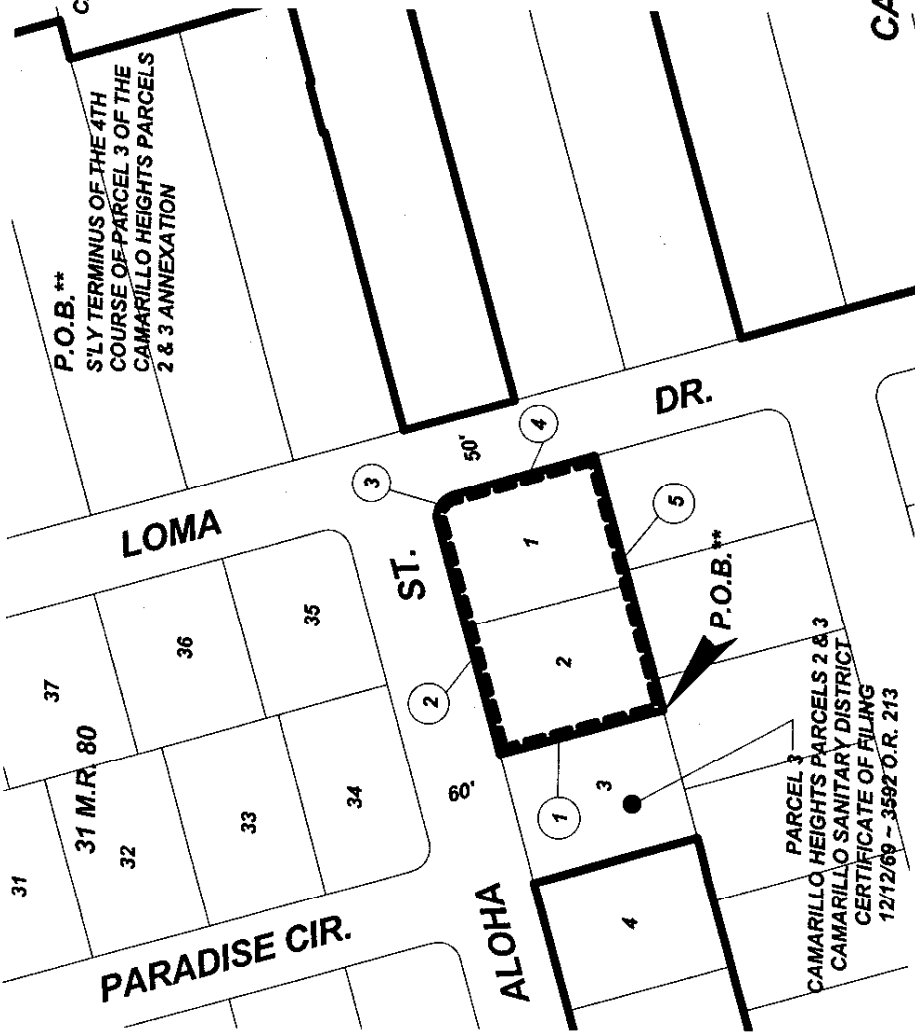 CA
P.O.B.**
S'LY TERMINUS OF THE 4TH
COURSE OF PARCEL 3 OF THE
CAMARILLO HEIGHTS PARCELS
2 & 3 ANNEXATION
LOMA
DR.
ST.
50'
3
4
1
2
5
2
1
3
4
60'
37
36
35
31 M.R. 80
31
32
33
34
PARADISE CIR.
ALOHA
P.O.B.**
PARCEL 3
CAMARILLO HEIGHTS PARCELS 2 & 3
CAMARILLO SANITARY DISTRICT
CERTIFICATE OF FILING
12/12/69 ~ 3592 O.R. 213